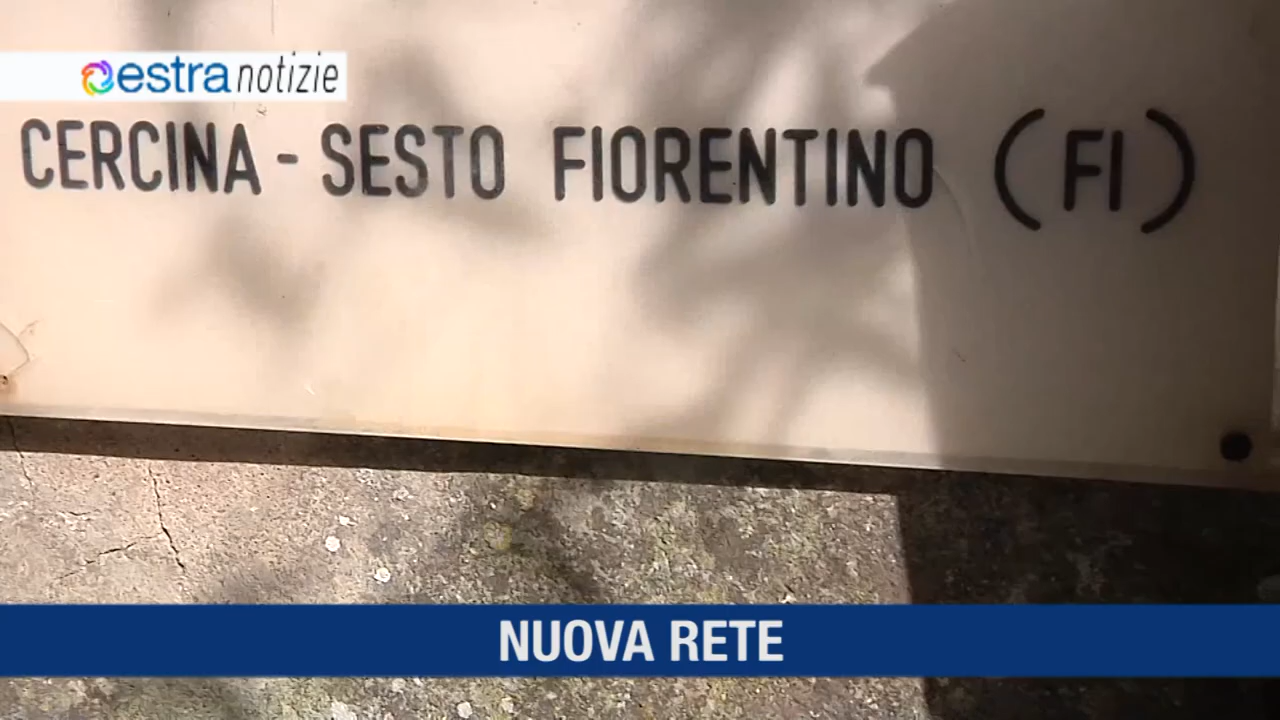 estra notizie
CERCINA - SESTO FIORENTINO (FI)
NUOVA RETE